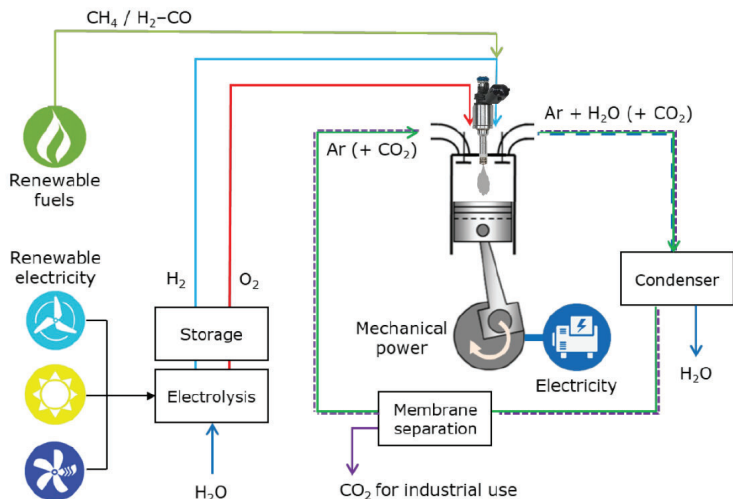 CH₄ / H₂–CO
Ar + H₂O (+ CO₂)
Ar (+ CO₂)
Renewable
fuels
Renewable
electricity
H₂
O₂
Condenser
Storage
Mechanical
power
Electrolysis
Electricity
H₂O
Membrane
separation
H₂O
CO₂ for industrial use